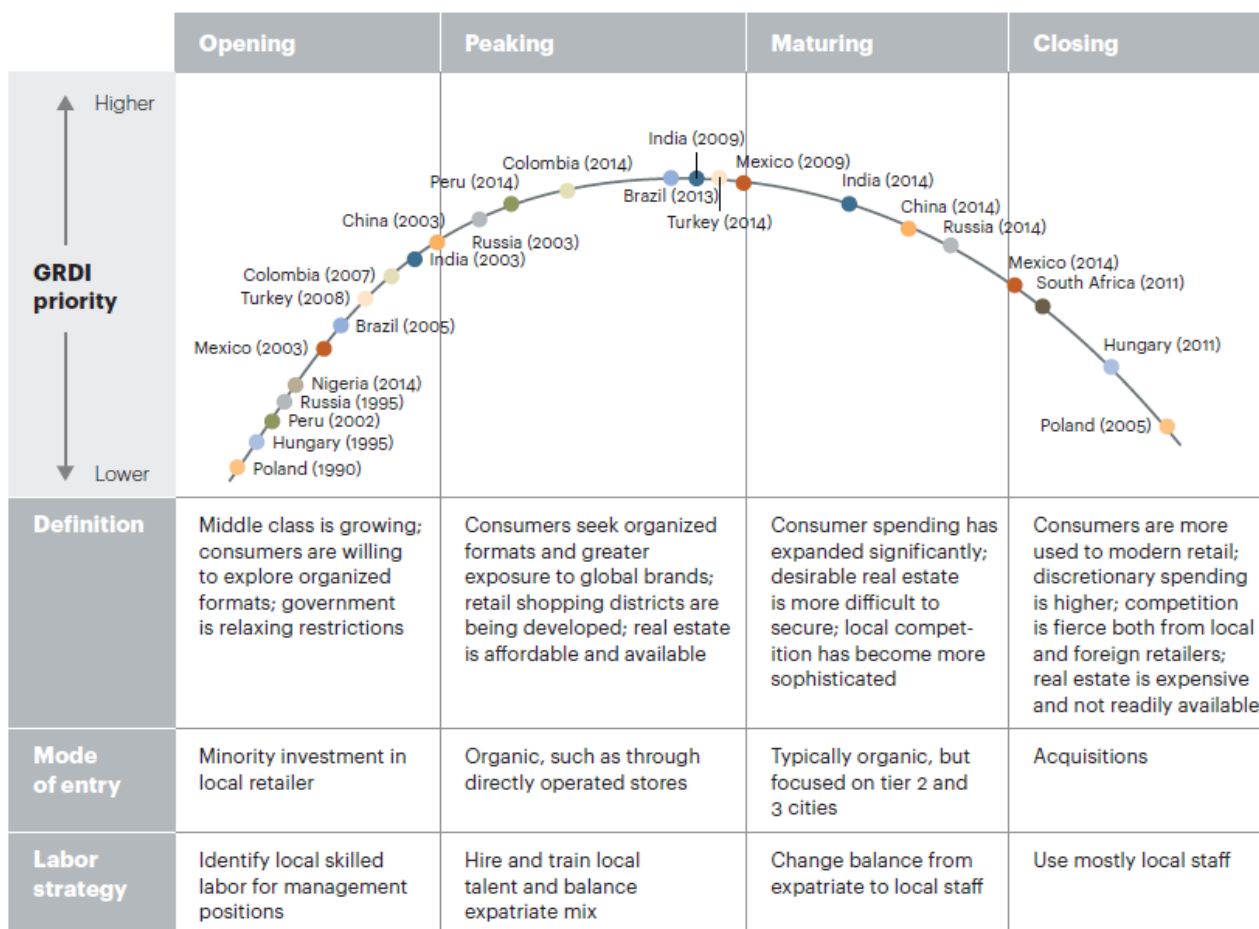 Opening
Peaking
Maturing
Closing
Higher
GRDI
priority
Lower
India (2009)
Colombia (2014)
Mexico (2009)
Peru (2014)
Brazil (2013)
India (2014)
Turkey (2014)
China (2003)
China (2014)
Russia (2003)
Russia (2014)
India (2003)
Colombia (2007)
Mexico (2014)
Turkey (2008)
South Africa (2011)
Brazil (2005)
Mexico (2003)
Hungary (2011)
Nigeria (2014)
Russia (1995)
Peru (2002)
Poland (2005)
Hungary (1995)
Poland (1990)
Definition
Middle class is growing;
consumers are willing
to explore organized
formats; government
is relaxing restrictions
Consumers seek organized
formats and greater
exposure to global brands;
retail shopping districts are
being developed; real estate
is affordable and available
Consumer spending has
expanded significantly;
desirable real estate
is more difficult to
secure; local compet-
ition has become more
sophisticated
Consumers are more
used to modern retail;
discretionary spending
is higher; competition
is fierce both from local
and foreign retailers;
real estate is expensive
and not readily available
Mode
of entry
Minority investment in
local retailer
Organic, such as through
directly operated stores
Typically organic, but
focused on tier 2 and
3 cities
Acquisitions
Labor
strategy
Identify local skilled
labor for management
positions
Hire and train local
talent and balance
expatriate mix
Change balance from
expatriate to local staff
Use mostly local staff